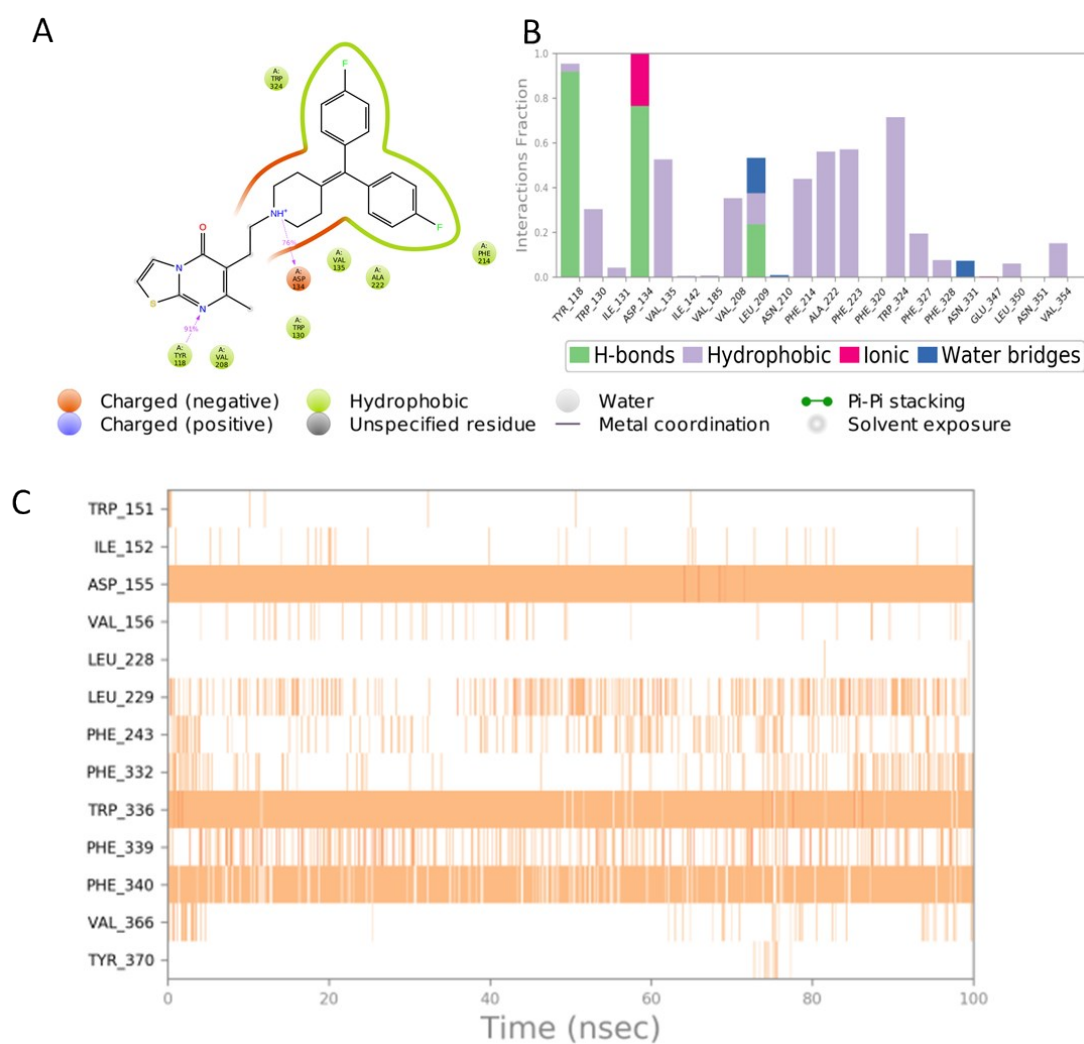 A
B
A:
TRP
324
F
F
NH+
76%
O
N
S
N
91%
A:
ASP
134
A:
VAL
135
A:
ALA
222
A:
PHE
214
A:
TRP
130
A:
TYR
118
A:
VAL
208
Interactions Fraction
1.0
0.8
0.6
0.4
0.2
0.0
TYR_118
TRP_130
ILE_131
ASP_134
VAL_135
ILE_142
VAL_185
VAL_208
LEU_209
ASN_210
PHE_214
ALA_222
PHE_223
PHE_320
TRP_324
PHE_327
PHE_328
ASN_331
GLU_347
LEU_350
ASN_351
VAL_354
H-bonds Hydrophobic Ionic Water bridges
Charged (negative) Hydrophobic Water Pi-Pi stacking
Charged (positive) Unspecified residue Metal coordination Solvent exposure
C
TRP_151
ILE_152
ASP_155
VAL_156
LEU_228
LEU_229
PHE_243
PHE_332
TRP_336
PHE_339
PHE_340
VAL_366
TYR_370
0 20 40 60 80 100
Time (nsec)